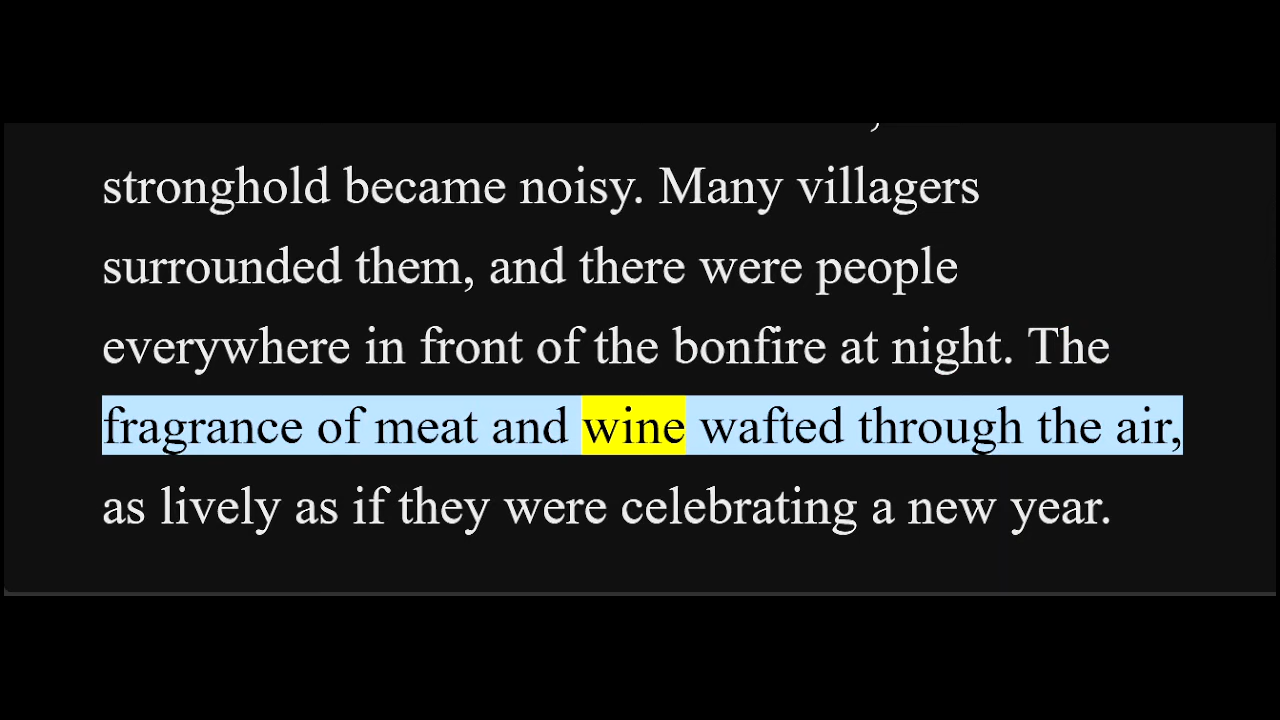 stronghold became noisy. Many villagers
surrounded them, and there were people
everywhere in front of the bonfire at night. The
fragrance of meat and wine wafted through the air,
as lively as if they were celebrating a new year.